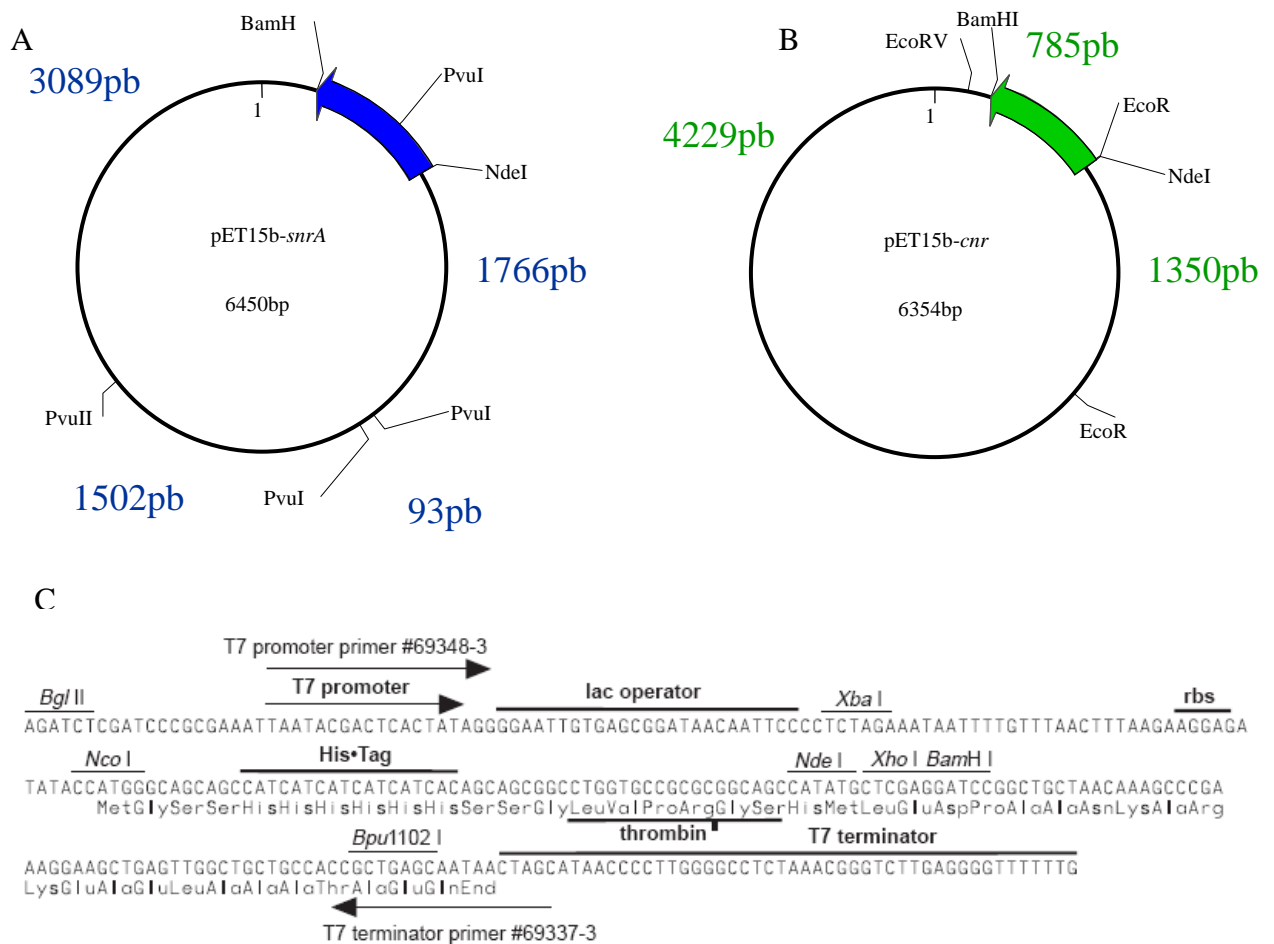 A
BamH
3089pb
PvuI
1
NdeI
pET15b-snrA
6450bp
1766pb
PvuII
PvuI
PvuI
1502pb
93pb
B
BamHI
785pb
EcoRV
EcoR
1
4229pb
NdeI
pET15b-cnr
6354bp
1350pb
EcoR
C
T7 promoter primer #69348-3
Bgl II T7 promoter lac operator Xba I rbs
AGATCTCGATCCCGCGAAATTAATACGACTCACTATAGGGGAATTGTGAGCGGATAACAATTCCCCTCTAGAAATAATTTTGTTTAACTTTAAGAAGGAGA
Nco I His•Tag Nde I Xho I BamH I
TATACCATGGGCAGCAGCCATCATCATCATCATCACAGCAGCGGCCTGGTGCCGCGCGGCAGCCATATGCTCGAGGATCCGGCTGCTAACAAAGCCCGA
MetGlySerSerHisHisHisHisHisHisSerSerGlyLeuValProArgGlySerHisMetLeuGluAspProAlaAlaAsnLysAlaArg
Bpu1102 I thrombin T7 terminator
AAGGAAGCTGAGTTGGCTGCTGCCACCGCTGAGCAATAACTAGCATAACCCCTTGGGGCCTCTAAACGGGTCTTGAGGGGTTTTTTG
LysGluAlaGluLeuAlaAlaAlaThrAlaGluGlnEnd
T7 terminator primer #69337-3